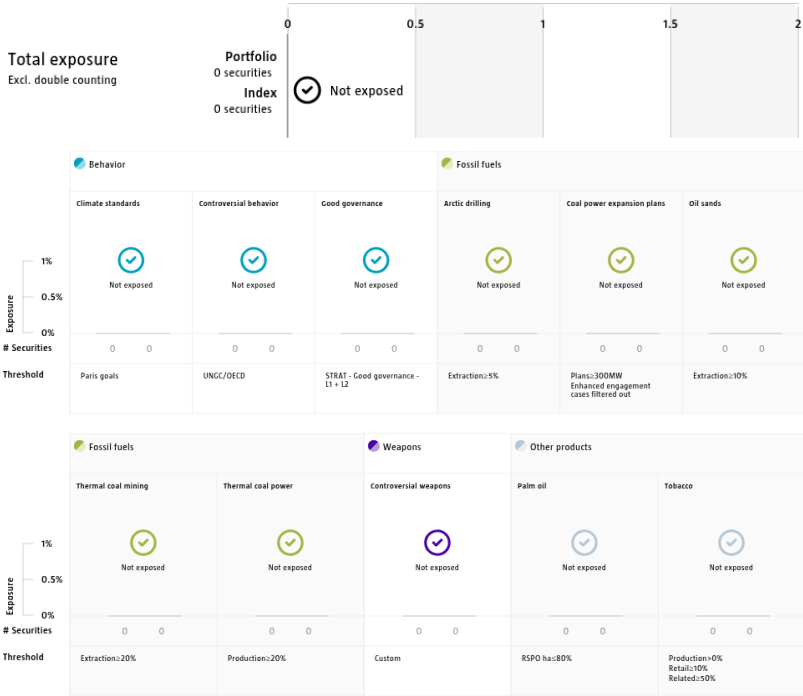 0 0.5 1 1.5 2
Total exposure
Excl. double counting
Portfolio
0 securities
Index
0 securities
Not exposed
Behavior
Fossil fuels
Climate standards
Controversial behavior
Good governance
Arctic drilling
Coal power expansion plans
Oil sands
Not exposed Not exposed Not exposed Not exposed Not exposed Not exposed
Exposure
1%
0.5%
0%
# Securities 0 0 0 0 0 0 0 0 0 0 0 0
Threshold
Paris goals
UNGC/OECD
STRAT - Good governance -
L1 + L2
Extraction≥5%
Plans≥300MW
Enhanced engagement
cases filtered out
Extraction≥10%
Fossil fuels
Weapons
Other products
Thermal coal mining
Thermal coal power
Controversial weapons
Palm oil
Tobacco
Not exposed Not exposed Not exposed Not exposed Not exposed
Exposure
1%
0.5%
0%
# Securities 0 0 0 0 0 0 0 0 0 0
Threshold
Extraction≥20%
Production≥20%
Custom
RSPO ha≤80%
Production>0%
Retail≥10%
Related≥50%